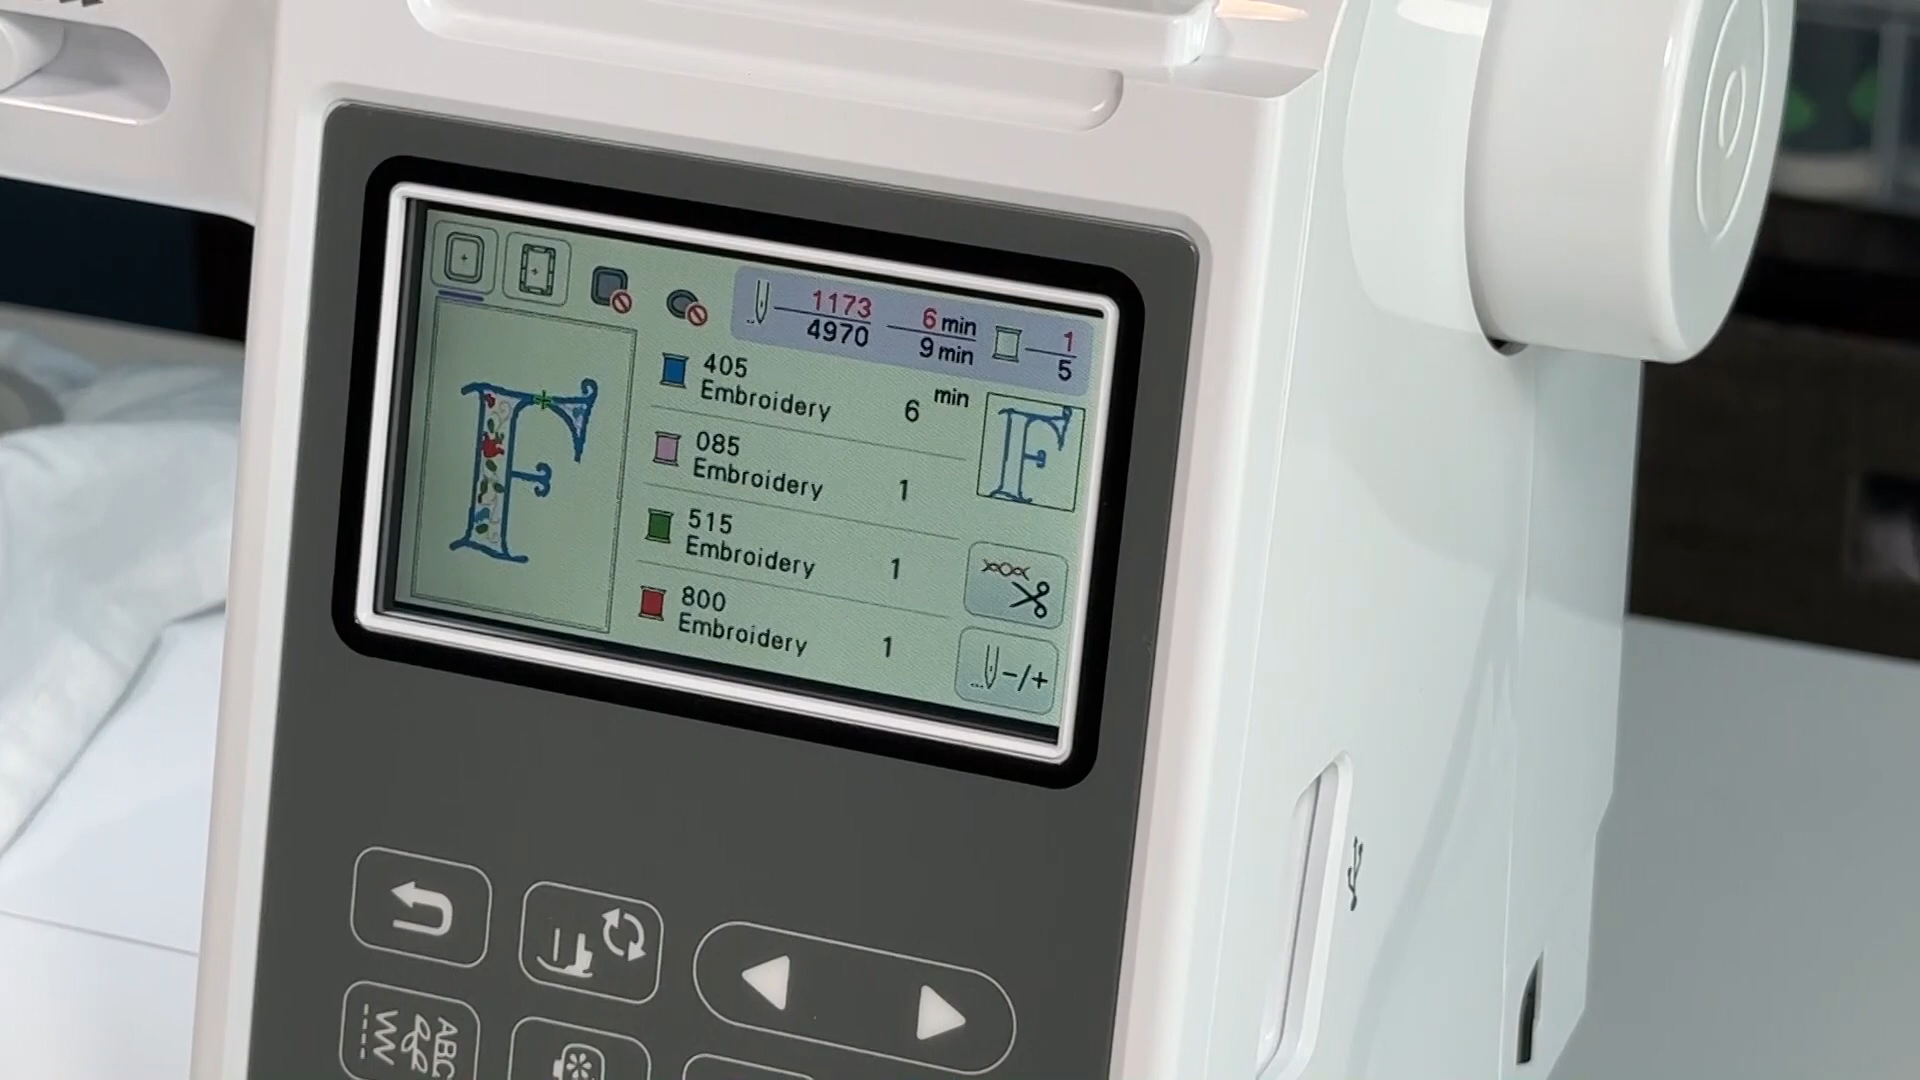 1173
4970
6 min
9 min
1
5
405
Embroidery 6 min
085
Embroidery 1
515
Embroidery 1
800
Embroidery 1
F
F
-/+
ABC